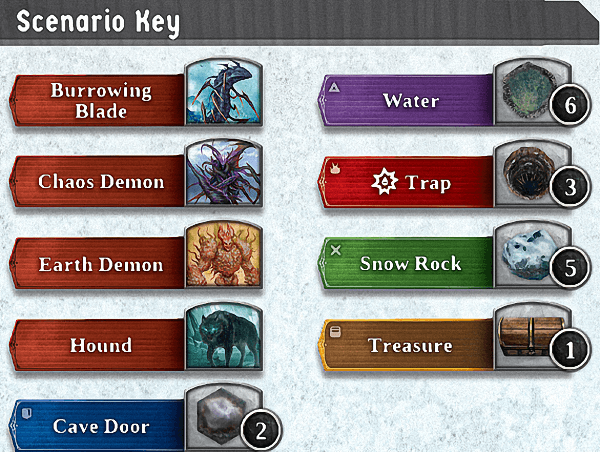 Scenario Key
Burrowing
Blade
Chaos Demon
Earth Demon
Hound
Cave Door
2
Water
6
Trap
3
Snow Rock
5
Treasure
1